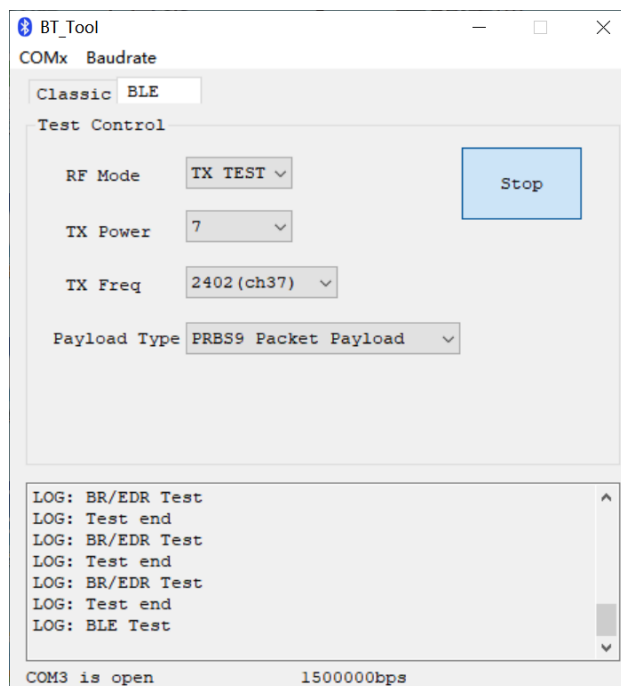 BT_Tool
COMx Baudrate
Classic BLE
Test Control
RF Mode TX TEST
Stop
TX Power 7
TX Freq 2402(ch37)
Payload Type PRBS9 Packet Payload
LOG: BR/EDR Test
LOG: Test end
LOG: BR/EDR Test
LOG: Test end
LOG: BR/EDR Test
LOG: Test end
LOG: BLE Test
COM3 is open 1500000bps